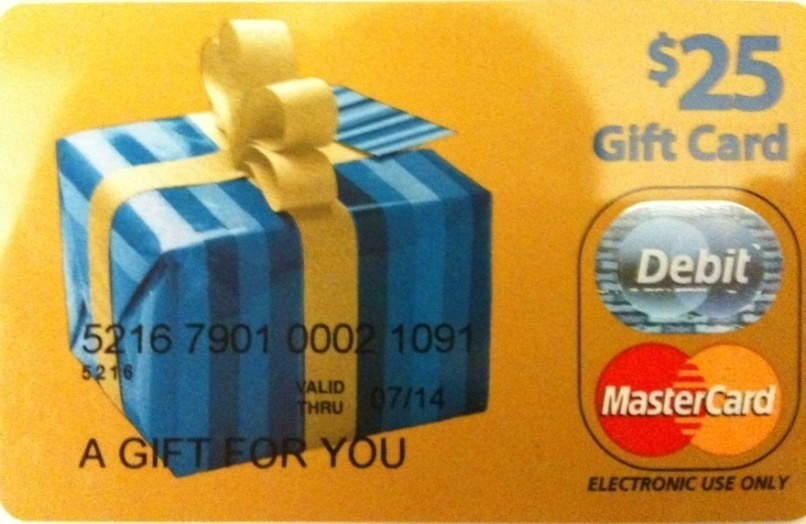 $25
Gift Card
Debit
MasterCard
ELECTRONIC USE ONLY
5216 7901 0002 1091
5216
VALID
THRU 07/14
A GIFT FOR YOU